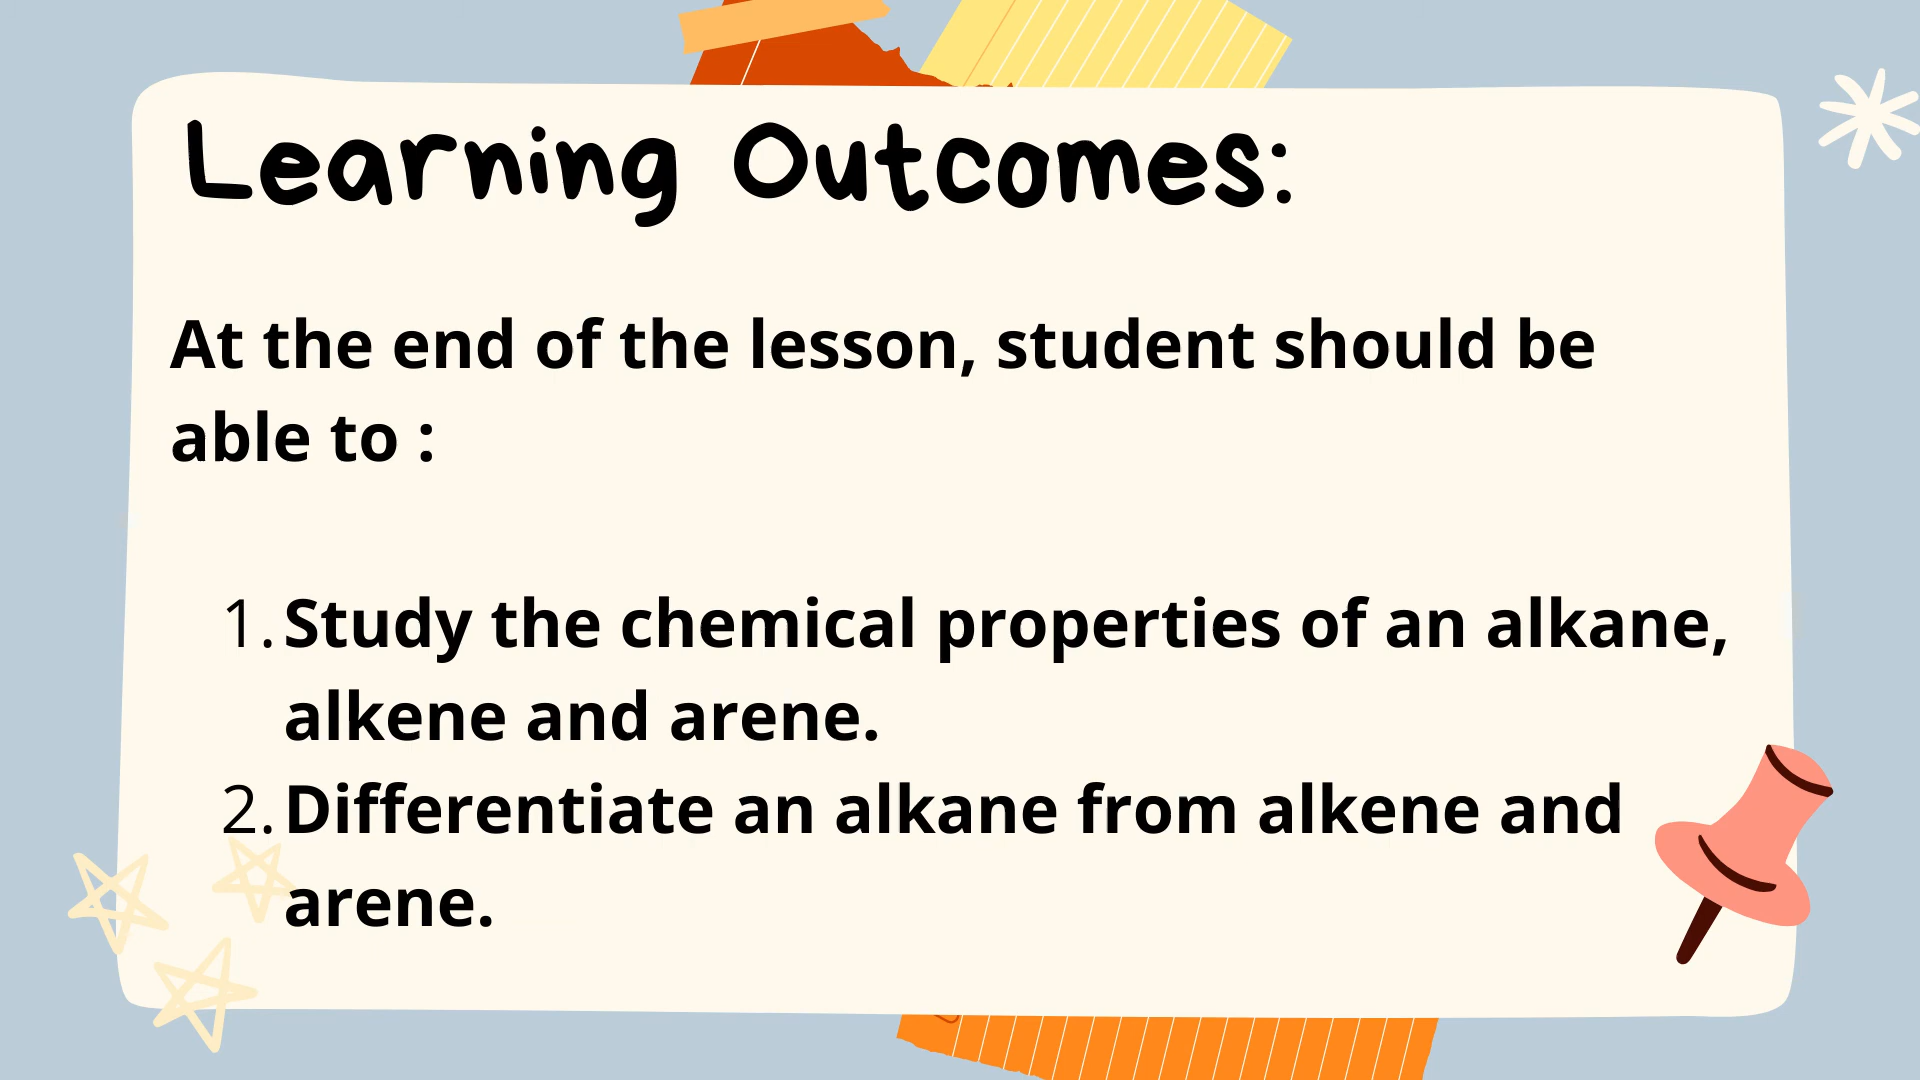 Learning Outcomes:
At the end of the lesson, student should be
able to :
1. Study the chemical properties of an alkane,
alkene and arene.
2. Differentiate an alkane from alkene and
arene.